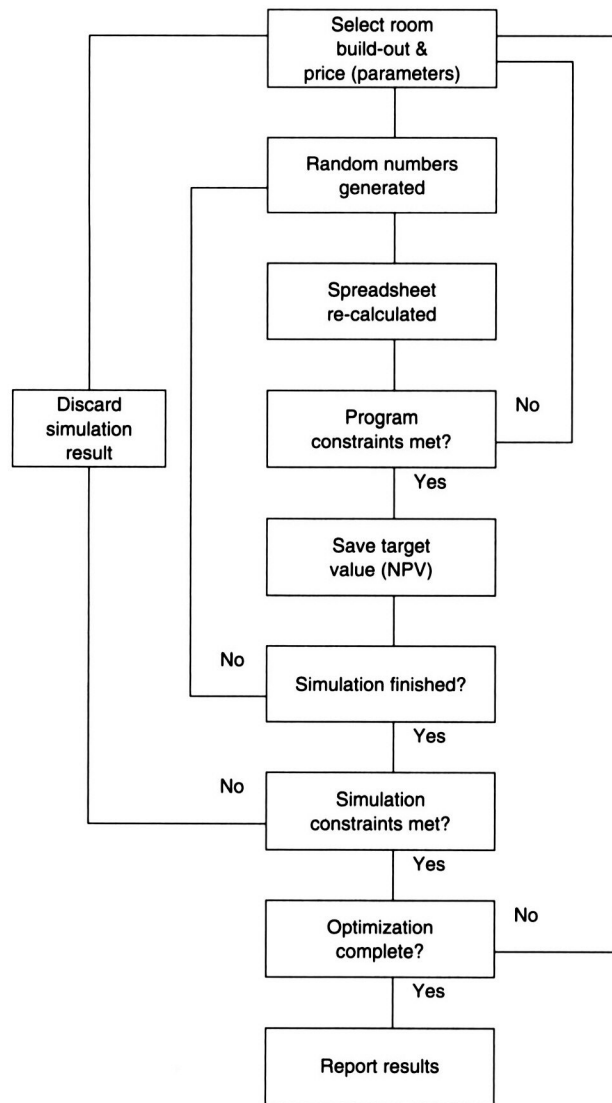 Select room
build-out &
price (parameters)
Random numbers
generated
Spreadsheet
re-calculated
Discard
simulation
result
Program
constraints met?
No
Yes
Save target
value (NPV)
No
Simulation finished?
Yes
No
Simulation
constraints met?
Yes
Optimization
complete?
No
Yes
Report results